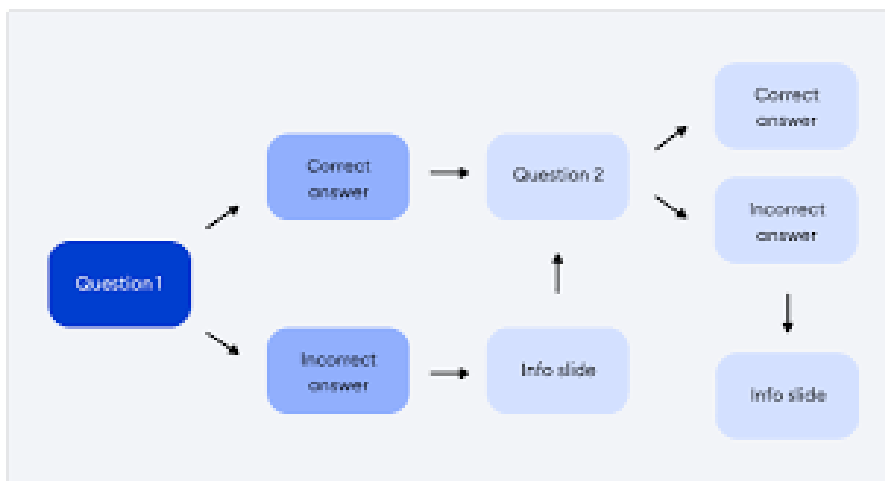 Question 1
Correct
answer
Incorrect
answer
Question 2
Info slide
Correct
answer
Incorrect
answer
Info slide